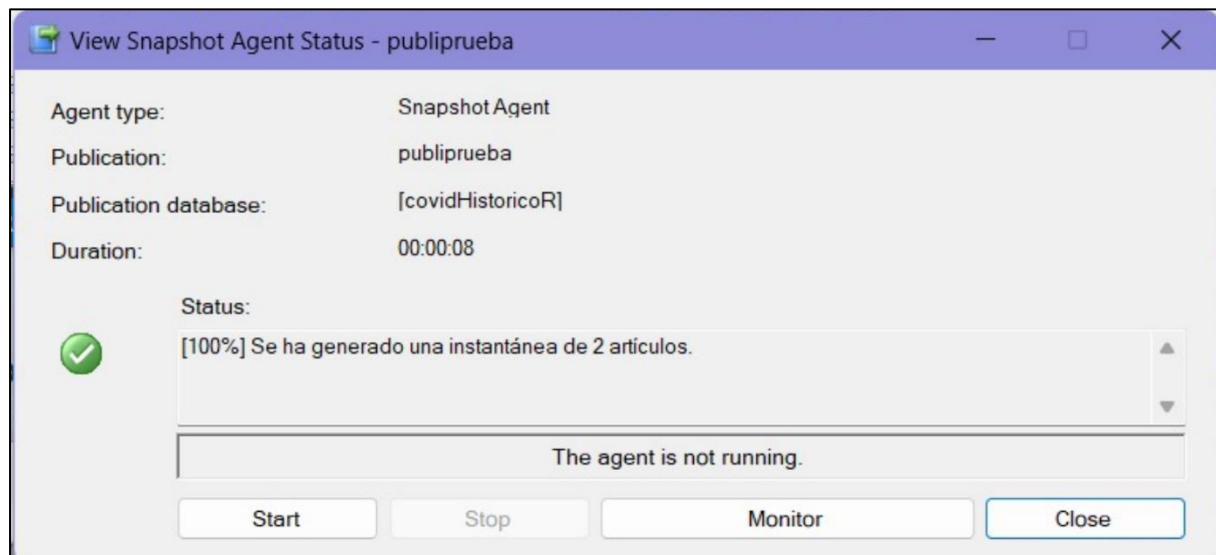 View Snapshot Agent Status - publiprueba
Agent type: Snapshot Agent
Publication: publiprueba
Publication database: [covidHistoricoR]
Duration: 00:00:08
Status:
[100%] Se ha generado una instantánea de 2 artículos.
The agent is not running.
Start Stop Monitor Close